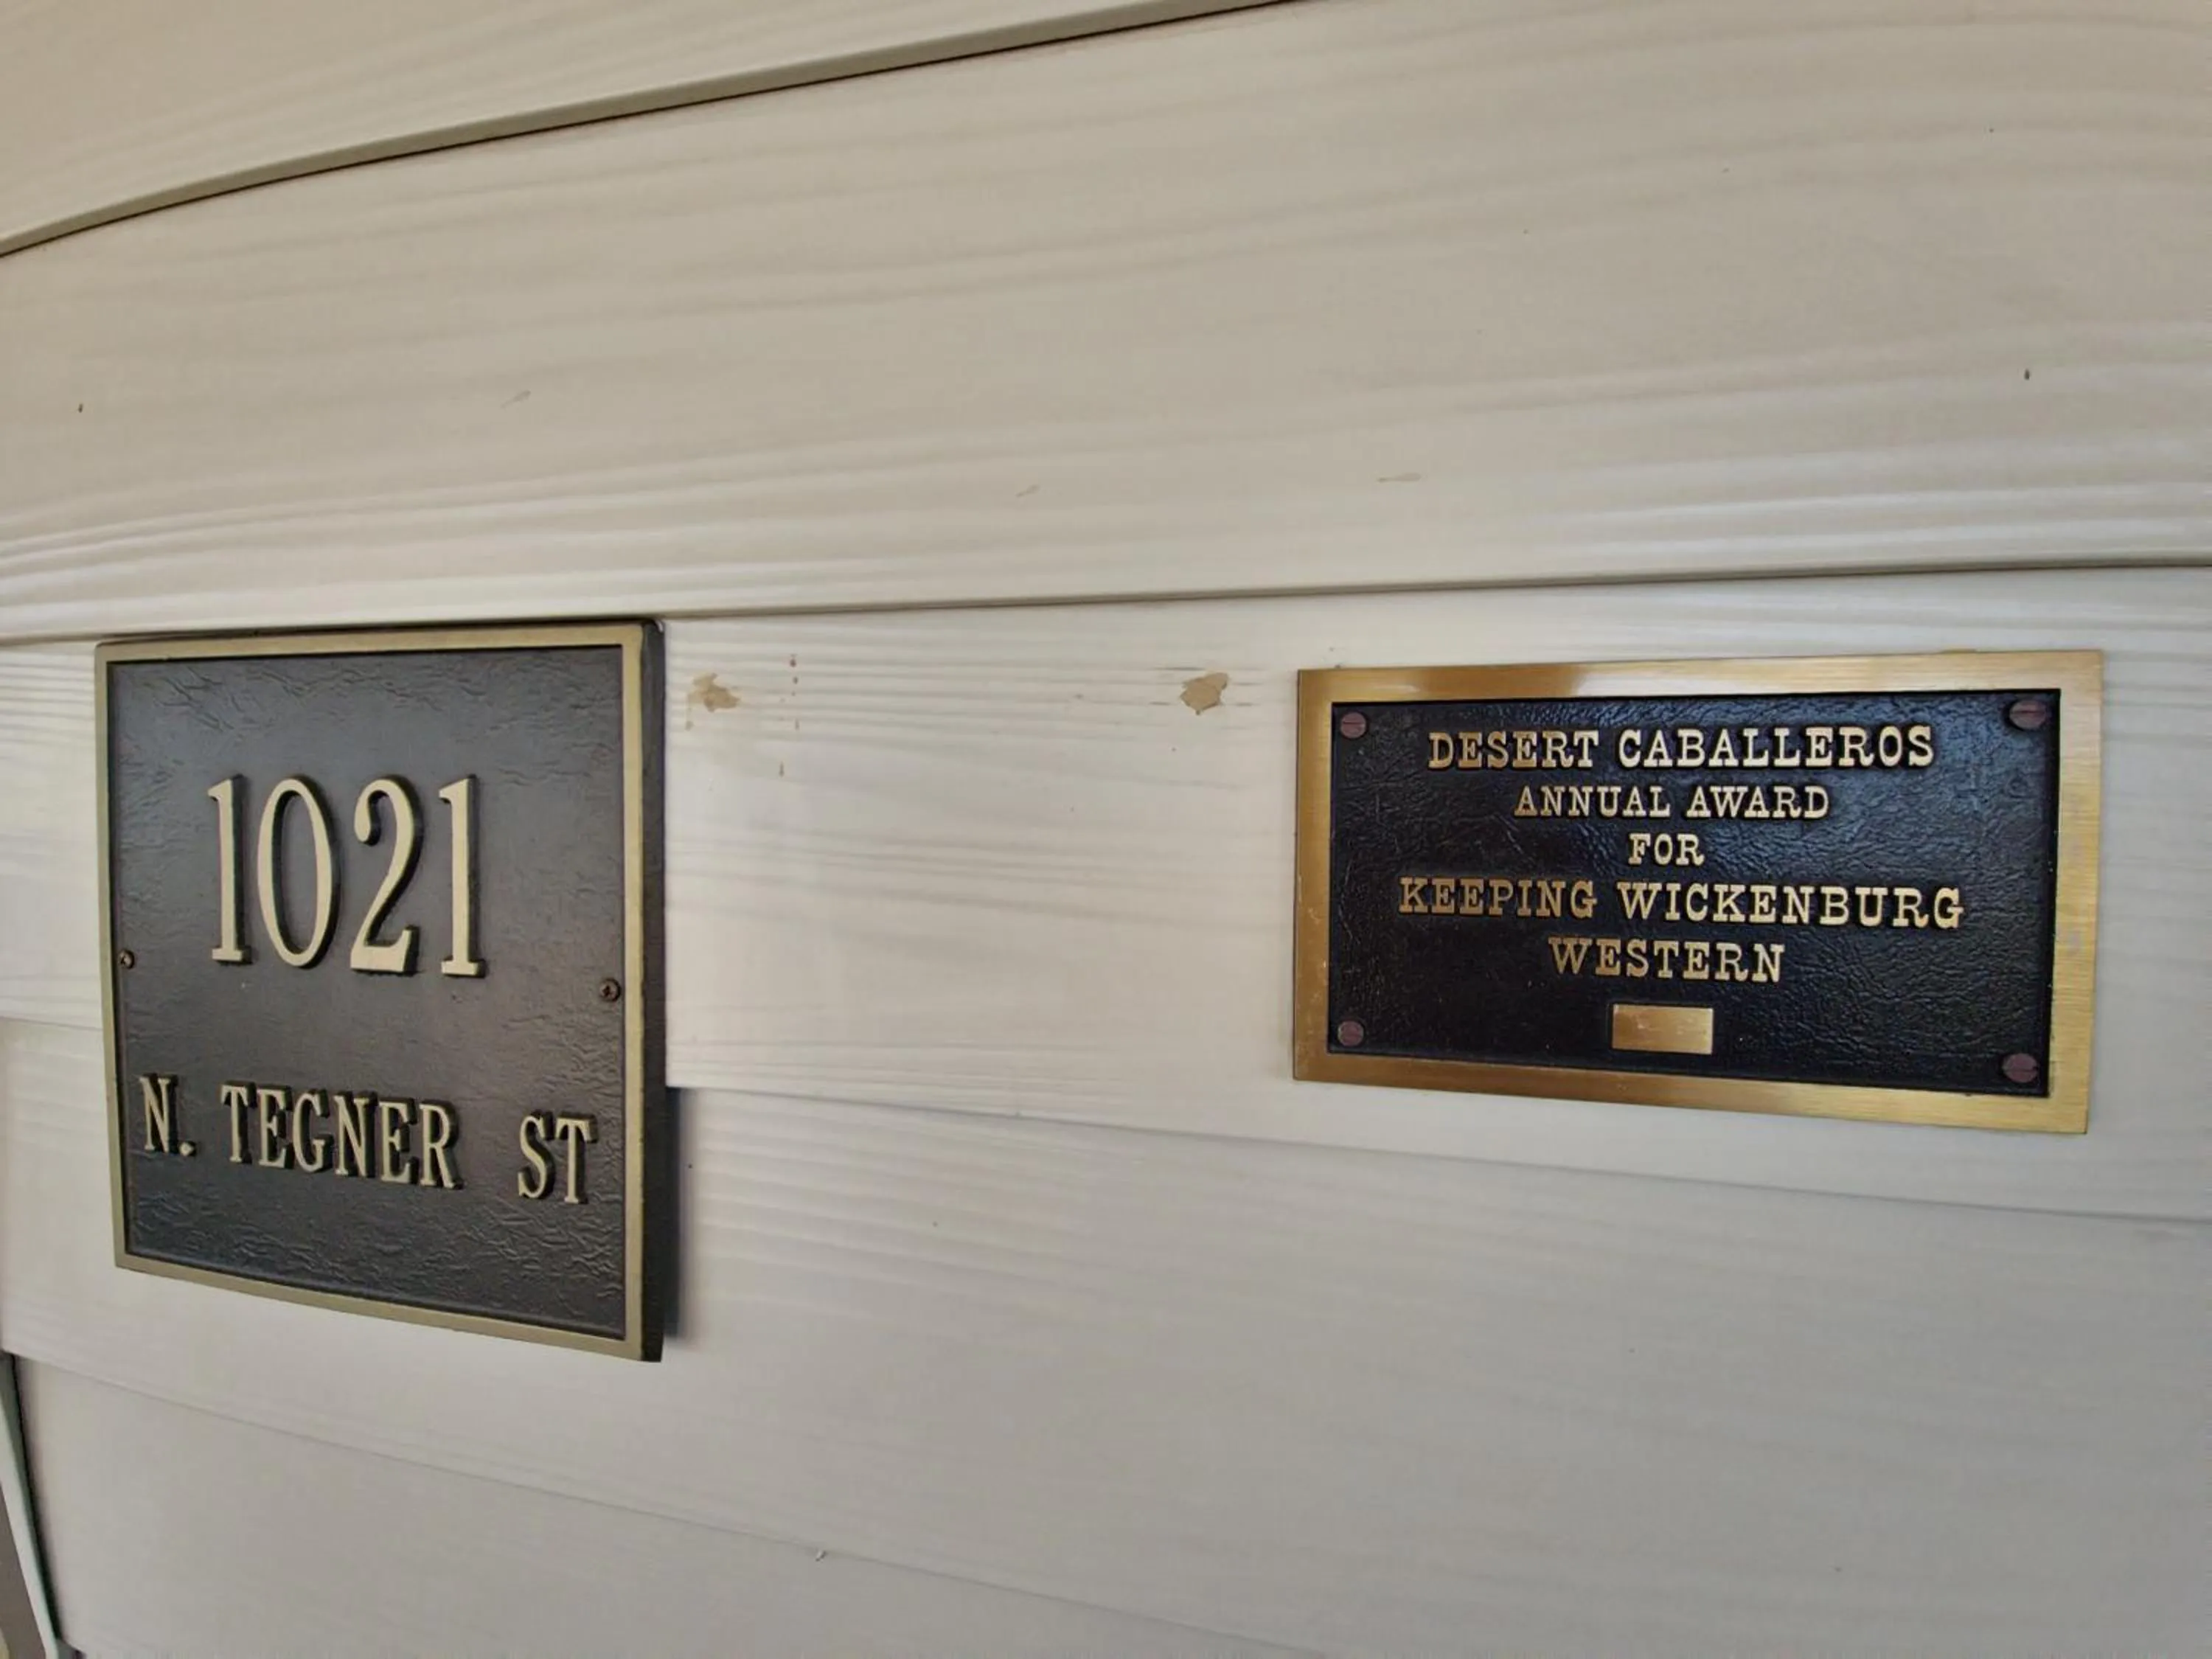 1021
N. TEGNER ST
DESERT CABALLEROS
ANNUAL AWARD
FOR
KEEPING WICKENBURG
WESTERN